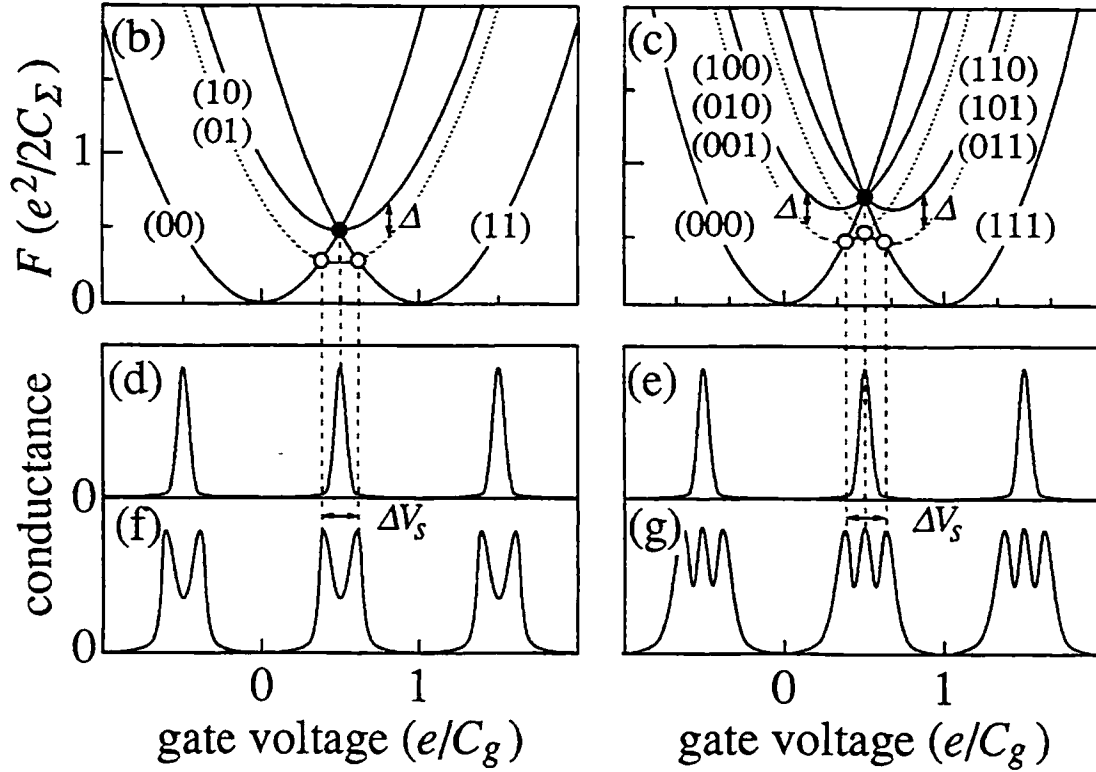 (b)
(10)
(01)
Δ
(00)
(11)
F (e²/2C_Σ)
1
0
(c)
(100)
(010)
(001)
(110)
(101)
(011)
Δ
Δ
(000)
(111)
(d)
0
(e)
conductance
(f)
ΔV_s
0
(g)
ΔV_s
0
1
gate voltage (e/C_g)
0
1
gate voltage (e/C_g)